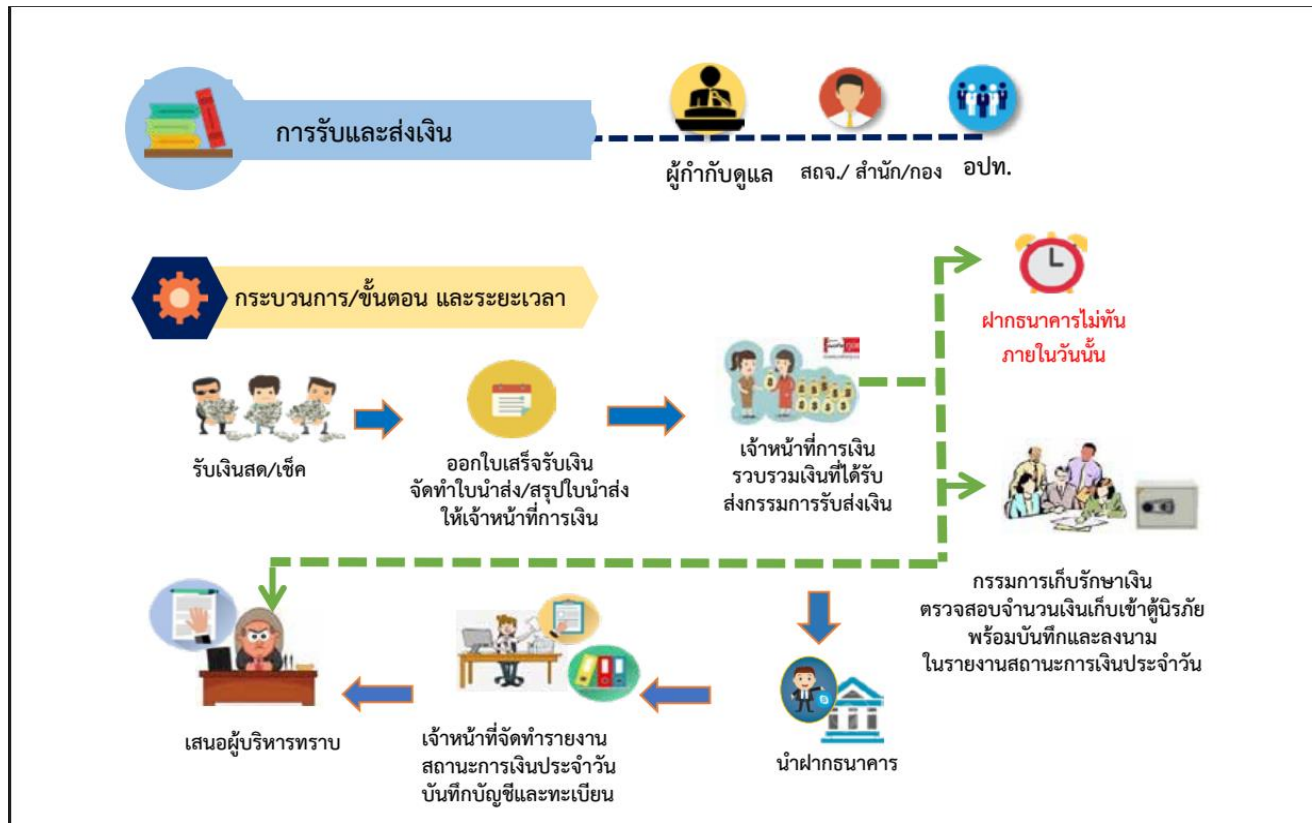 การรับและส่งเงิน
ผู้กำกับดูแล
สถจ./ สำนัก/กอง
อปท.
กระบวนการ/ขั้นตอน และระยะเวลา
ฝากธนาคารไม่ทัน
ภายในวันนั้น
รับเงินสด/เช็ค
ออกใบเสร็จรับเงิน
จัดทำใบนำส่ง/สรุปใบนำส่ง
ให้เจ้าหน้าที่การเงิน
เจ้าหน้าที่การเงิน
รวบรวมเงินที่ได้รับ
ส่งกรรมการรับส่งเงิน
กรรมการเก็บรักษาเงิน
ตรวจสอบจำนวนเงินเก็บเข้าตู้นิรภัย
พร้อมบันทึกและลงนาม
ในรายงานสถานะการเงินประจำวัน
เสนอผู้บริหารทราบ
เจ้าหน้าที่จัดทำรายงาน
สถานะการเงินประจำวัน
บันทึกบัญชีและทะเบียน
นำฝากธนาคาร